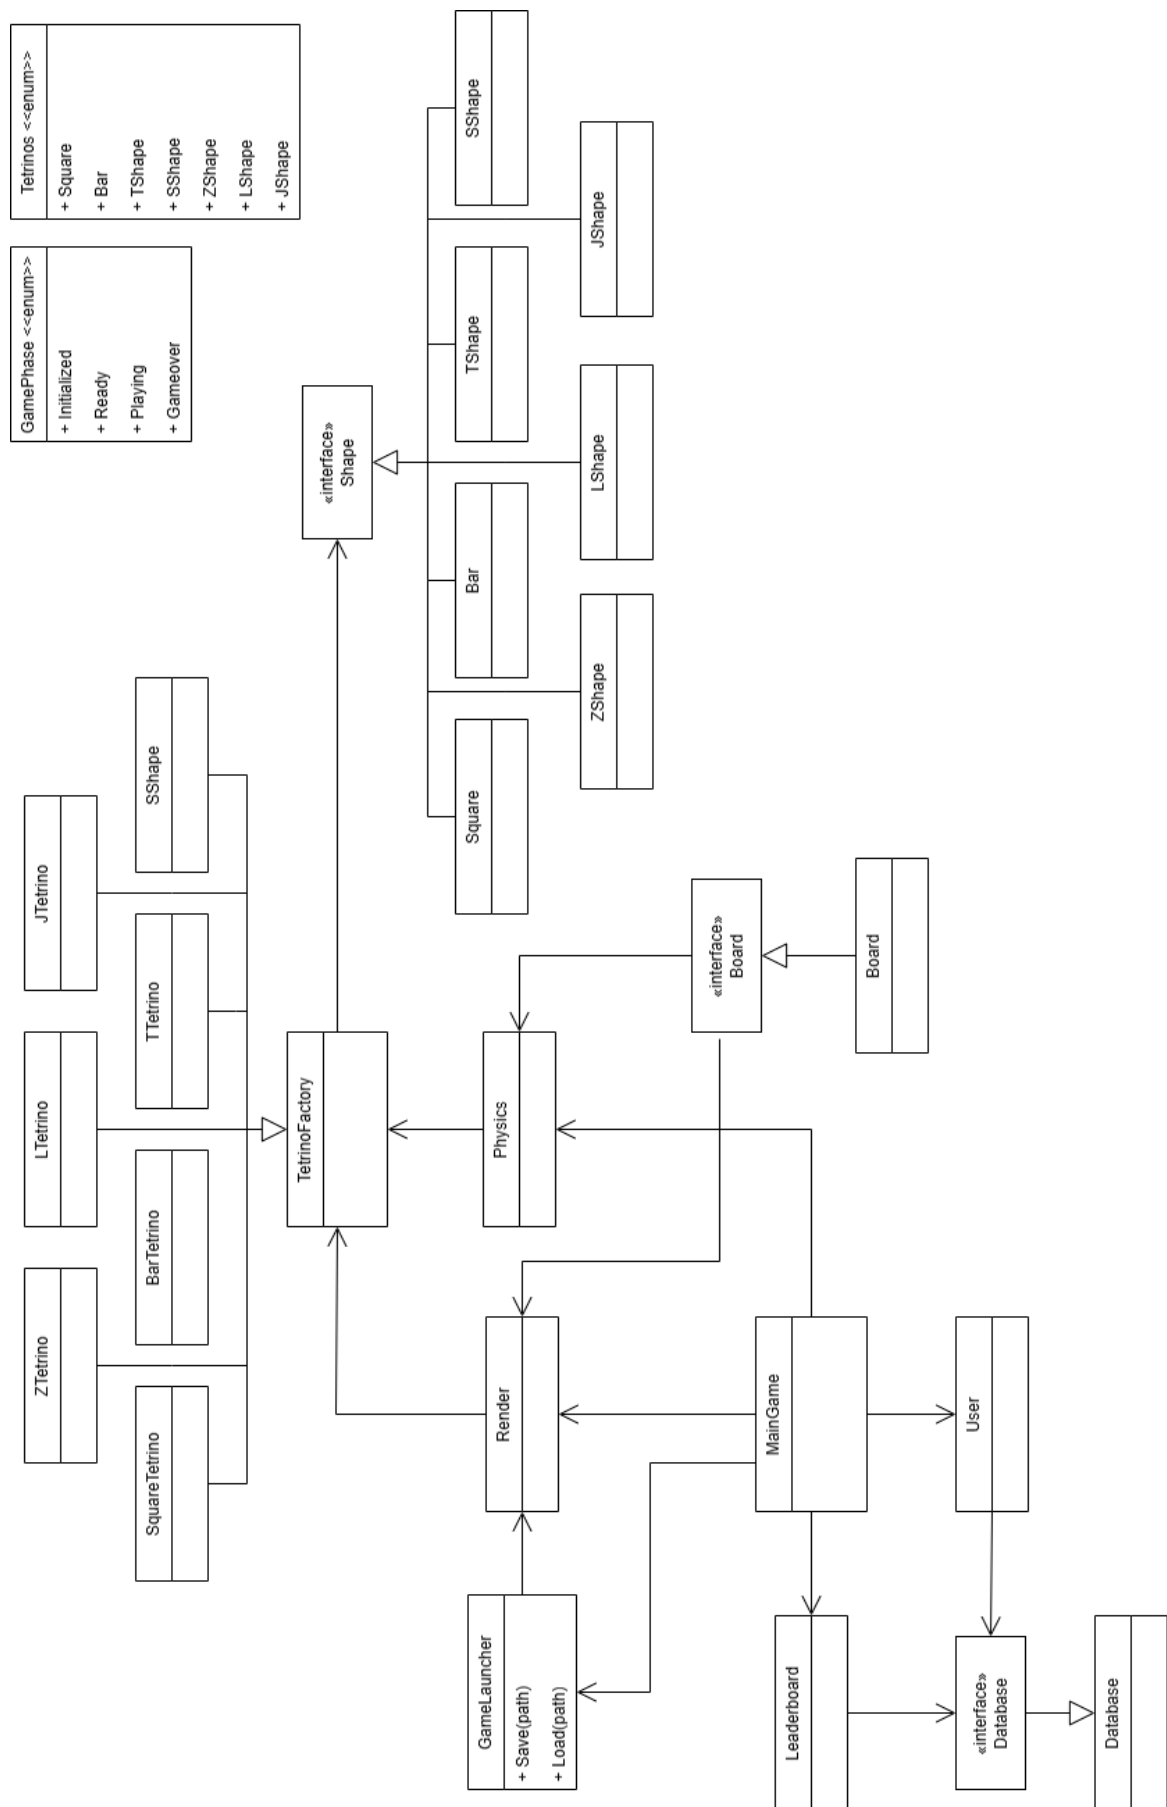 ZTetrino
LTetrino
JTetrino
SquareTetrino
BarTetrino
TTetrino
SShape
GamePhase <<enum>>
+ Initialized
+ Ready
+ Playing
+ Gameover
Tetrinos <<enum>>
+ Square
+ Bar
+ TShape
+ SShape
+ ZShape
+ LShape
+ JShape
TetrinoFactory
«interface»
Shape
GameLauncher
+ Save(path)
+ Load(path)
Render
Physics
Square
Bar
TShape
SShape
ZShape
LShape
JShape
«interface»
Board
Leaderboard
MainGame
Board
«interface»
Database
User
Database